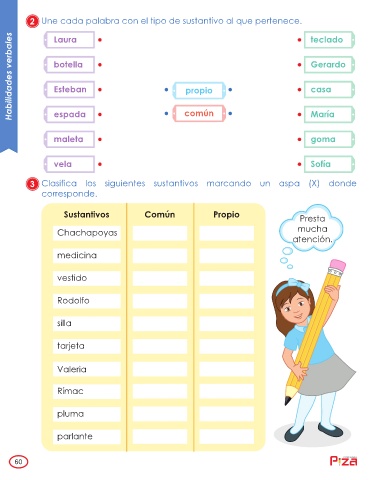 Habilidades verbales
2 Une cada palabra con el tipo de sustantivo al que pertenece.
Laura
teclado
botella
Gerardo
Esteban
propio
casa
espada
común
María
maleta
goma
vela
Sofía
3 Clasifica los siguientes sustantivos marcando un aspa (X) donde
corresponde.
Sustantivos Común Propio
Chachapoyas
medicina
vestido
Rodolfo
silla
tarjeta
Valeria
Rímac
pluma
parlante
Presta
mucha
atención.
60